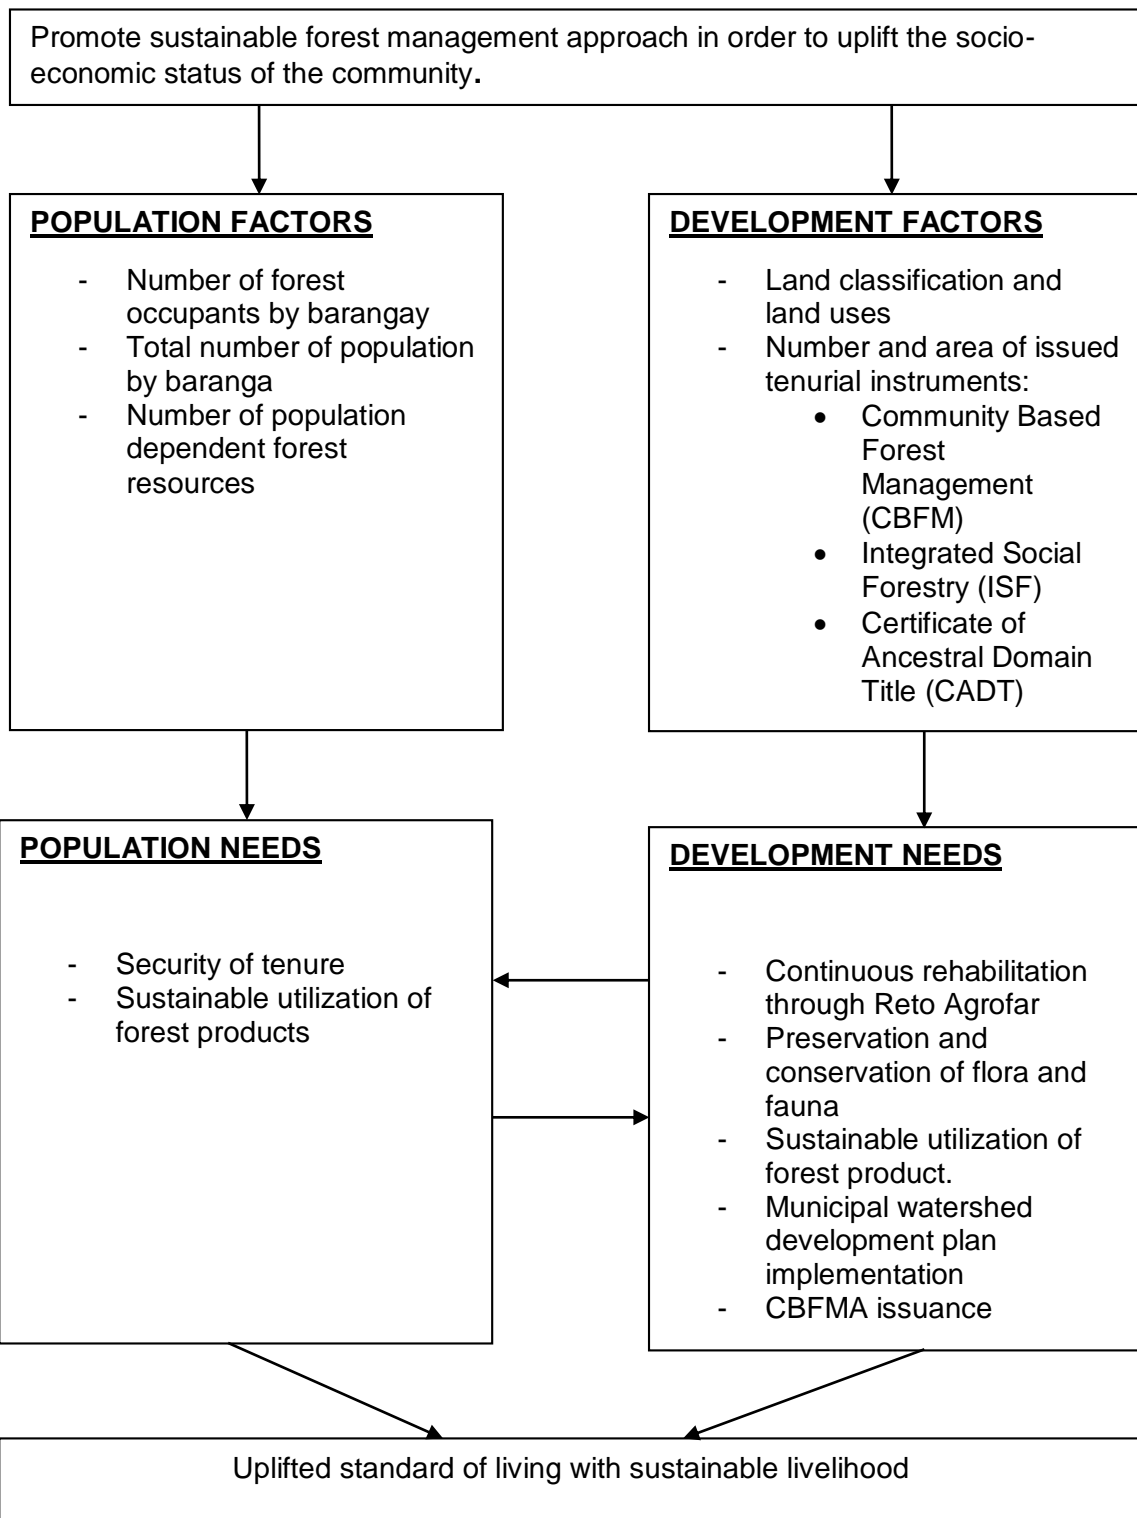 Promote sustainable forest management approach in order to uplift the socio-
economic status of the community.
POPULATION FACTORS
- Number of forest
occupants by barangay
- Total number of population
by baranga
- Number of population
dependent forest
resources
DEVELOPMENT FACTORS
- Land classification and
land uses
- Number and area of issued
tenurial instruments:
• Community Based
Forest
Management
(CBFM)
• Integrated Social
Forestry (ISF)
• Certificate of
Ancestral Domain
Title (CADT)
POPULATION NEEDS
- Security of tenure
- Sustainable utilization of
forest products
DEVELOPMENT NEEDS
- Continuous rehabilitation
through Reto Agrofar
- Preservation and
conservation of flora and
fauna
- Sustainable utilization of
forest product.
- Municipal watershed
development plan
implementation
- CBFMA issuance
Uplifted standard of living with sustainable livelihood